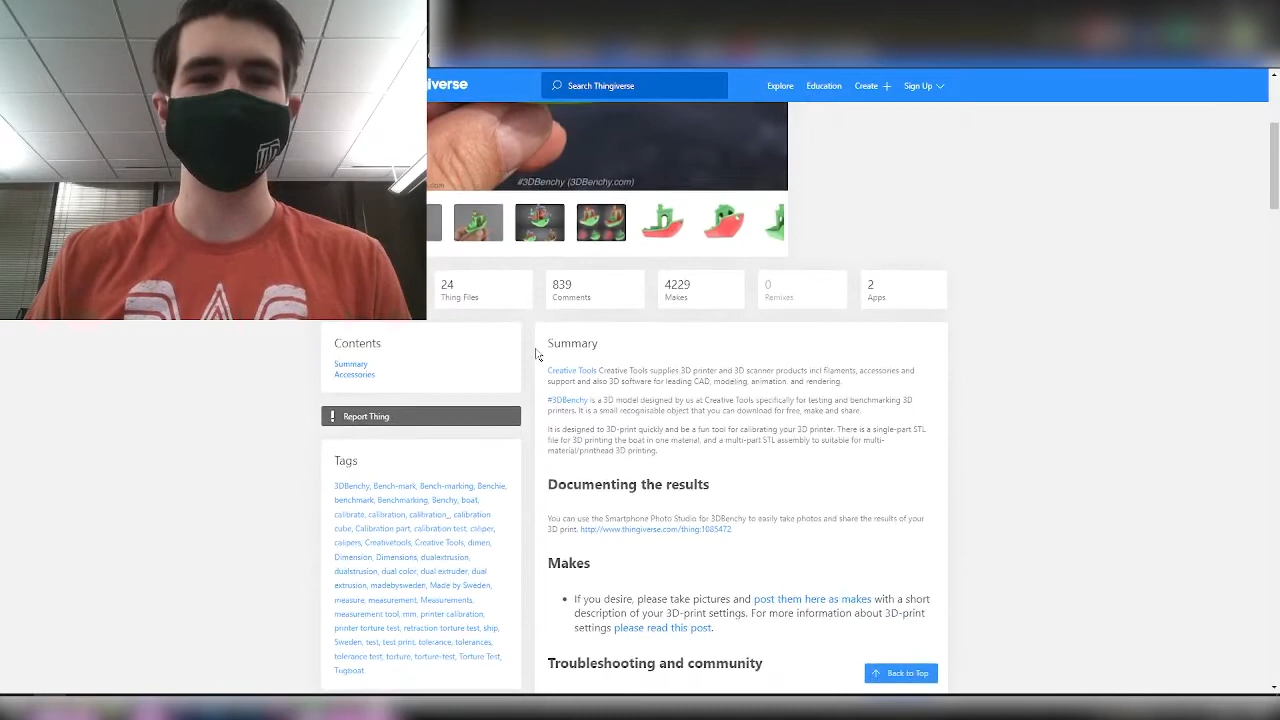 iverse
Search Thingiverse
Explore
Education
Create +
Sign Up
#3DBenchy (3DBenchy.com)
24
Thing Files
839
Comments
4229
Makes
0
Remixes
2
Apps
Contents
Summary
Accessories
Report Thing
Tags
3DBenchy, Bench-mark, Bench-marking, Benchie,
benchmark, Benchmarking, Benchy, boat,
calibrate, calibration, calibration_, calibration
cube, Calibration part, calibration test, caliper,
calipers, Creativetools, Creative Tools, dimen,
Dimension, Dimensions, dualextrusion,
dualstrusion, dual color, dual extruder, dual
extrusion, madebysweden, Made by Sweden,
measure, measurement, Measurements,
measurement tool, mm, printer calibration,
printer torture test, retraction torture test, ship,
Sweden, test, test print, tolerance, tolerances,
tolerance test, torture, torture-test, Torture Test,
Tugboat
Summary
Creative Tools Creative Tools supplies 3D printer and 3D scanner products incl filaments, accessories and
support and also 3D software for leading CAD, modeling, animation, and rendering.
#3DBenchy is a 3D model designed by us at Creative Tools specifically for testing and benchmarking 3D
printers. It is a small recognisable object that you can download for free, make and share.
It is designed to 3D-print quickly and be a fun tool for calibrating your 3D printer. There is a single-part STL
file for 3D printing the boat in one material, and a multi-part STL assembly to suitable for multi-
material/printhead 3D printing.
Documenting the results
You can use the Smartphone Photo Studio for 3DBenchy to easily take photos and share the results of your
3D print. http://www.thingiverse.com/thing:1085472
Makes
• If you desire, please take pictures and post them here as makes with a short
description of your 3D-print settings. For more information about 3D-print
settings please read this post.
Troubleshooting and community
Back to Top